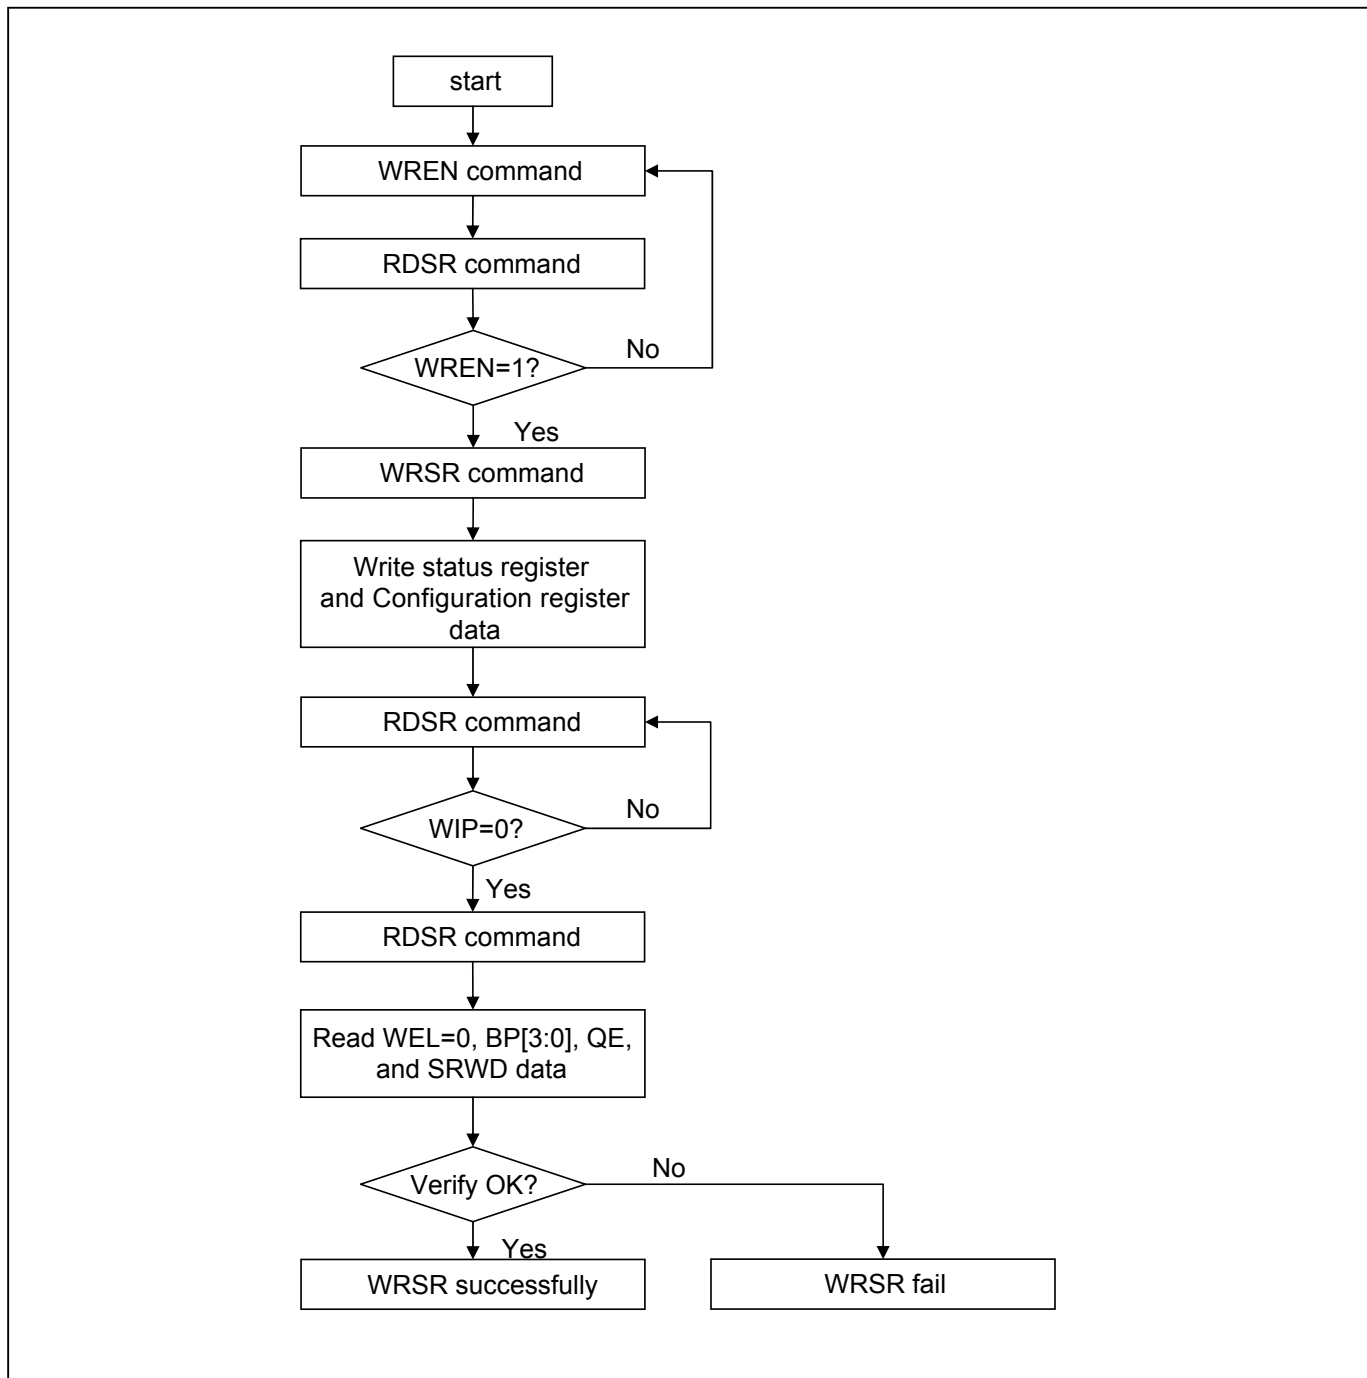 start
WREN command
RDSR command
WREN=1?
No
Yes
WRSR command
Write status register
and Configuration register
data
RDSR command
WIP=0?
No
Yes
RDSR command
Read WEL=0, BP[3:0], QE,
and SRWD data
Verify OK?
No
Yes
WRSR successfully
WRSR fail